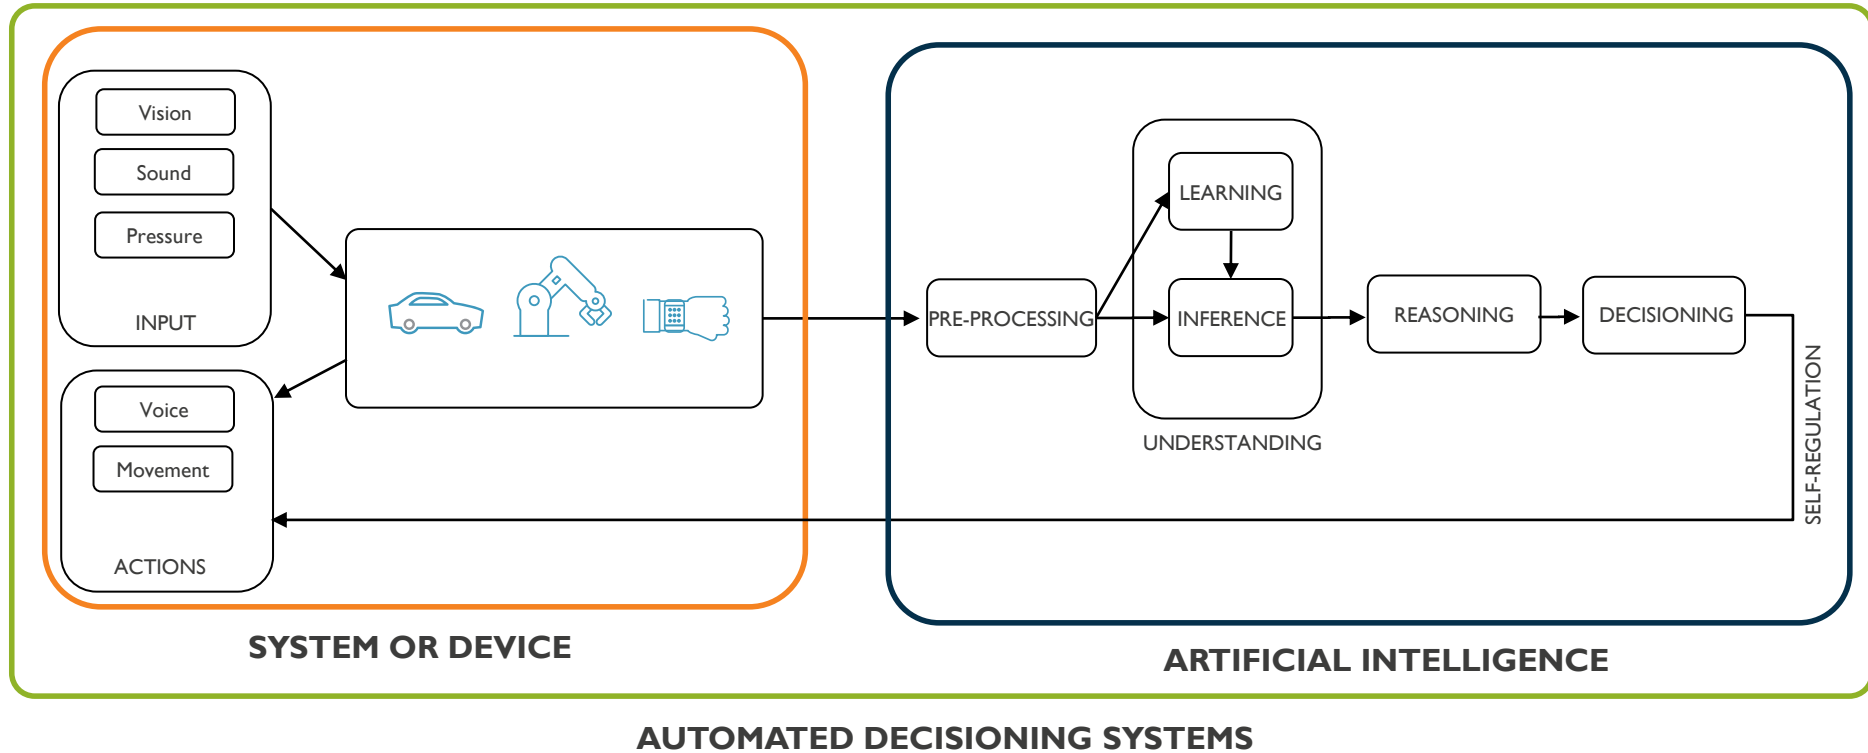 Vision
Sound
Pressure
INPUT
Voice
Movement
ACTIONS
SYSTEM OR DEVICE
PRE-PROCESSING
LEARNING
INFERENCE
UNDERSTANDING
REASONING
DECISIONING
SELF-REGULATION
ARTIFICIAL INTELLIGENCE
AUTOMATED DECISIONING SYSTEMS